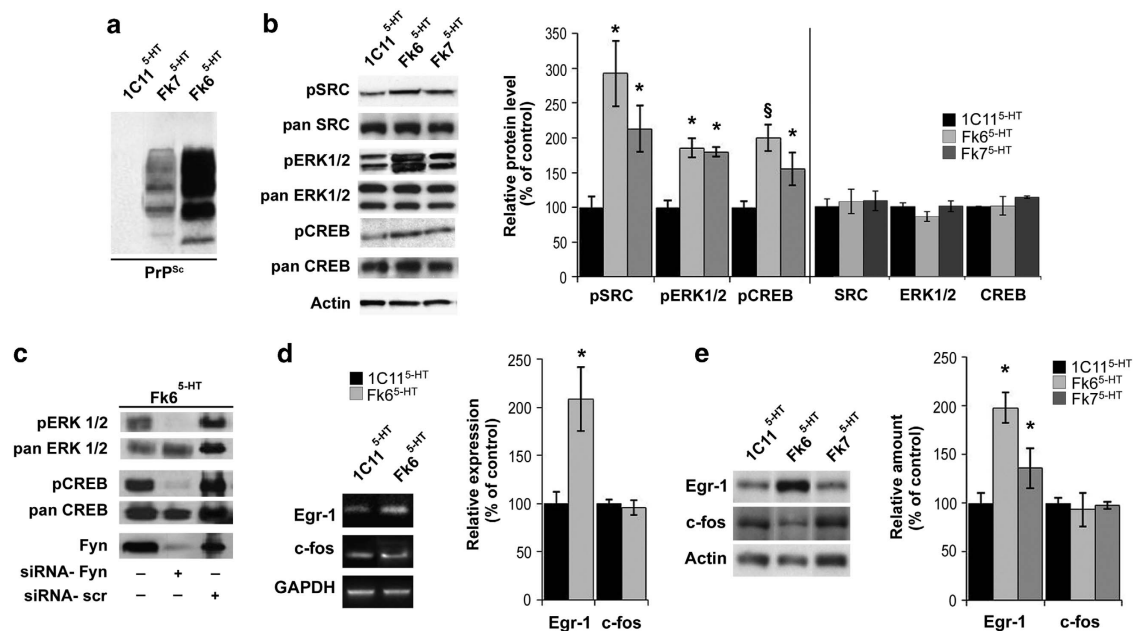 a
1C11 5-HT
Fk7 5-HT
Fk6 5-HT
PrPSc
b
1C11 5-HT
Fk6 5-HT
Fk7 5-HT
pSRC
pan SRC
pERK1/2
pan ERK1/2
pCREB
pan CREB
Actin
Relative protein level
(% of control)
350
300
250
200
150
100
50
0
* * * * § *
1C11 5-HT
Fk6 5-HT
Fk7 5-HT
pSRC pERK1/2 pCREB SRC ERK1/2 CREB
c
Fk6 5-HT
pERK 1/2
pan ERK 1/2
pCREB
pan CREB
Fyn
siRNA- Fyn – + –
siRNA- scr – – +
d
1C11 5-HT
Fk6 5-HT
1C11 5-HT
Fk6 5-HT
Egr-1
c-fos
GAPDH
Relative expression
(% of control)
250
200
150
100
50
0
*
Egr-1 c-fos
e
1C11 5-HT
Fk6 5-HT
Fk7 5-HT
Egr-1
c-fos
Actin
Relative amount
(% of control)
250
200
150
100
50
0
* *
1C11 5-HT
Fk6 5-HT
Fk7 5-HT
Egr-1 c-fos